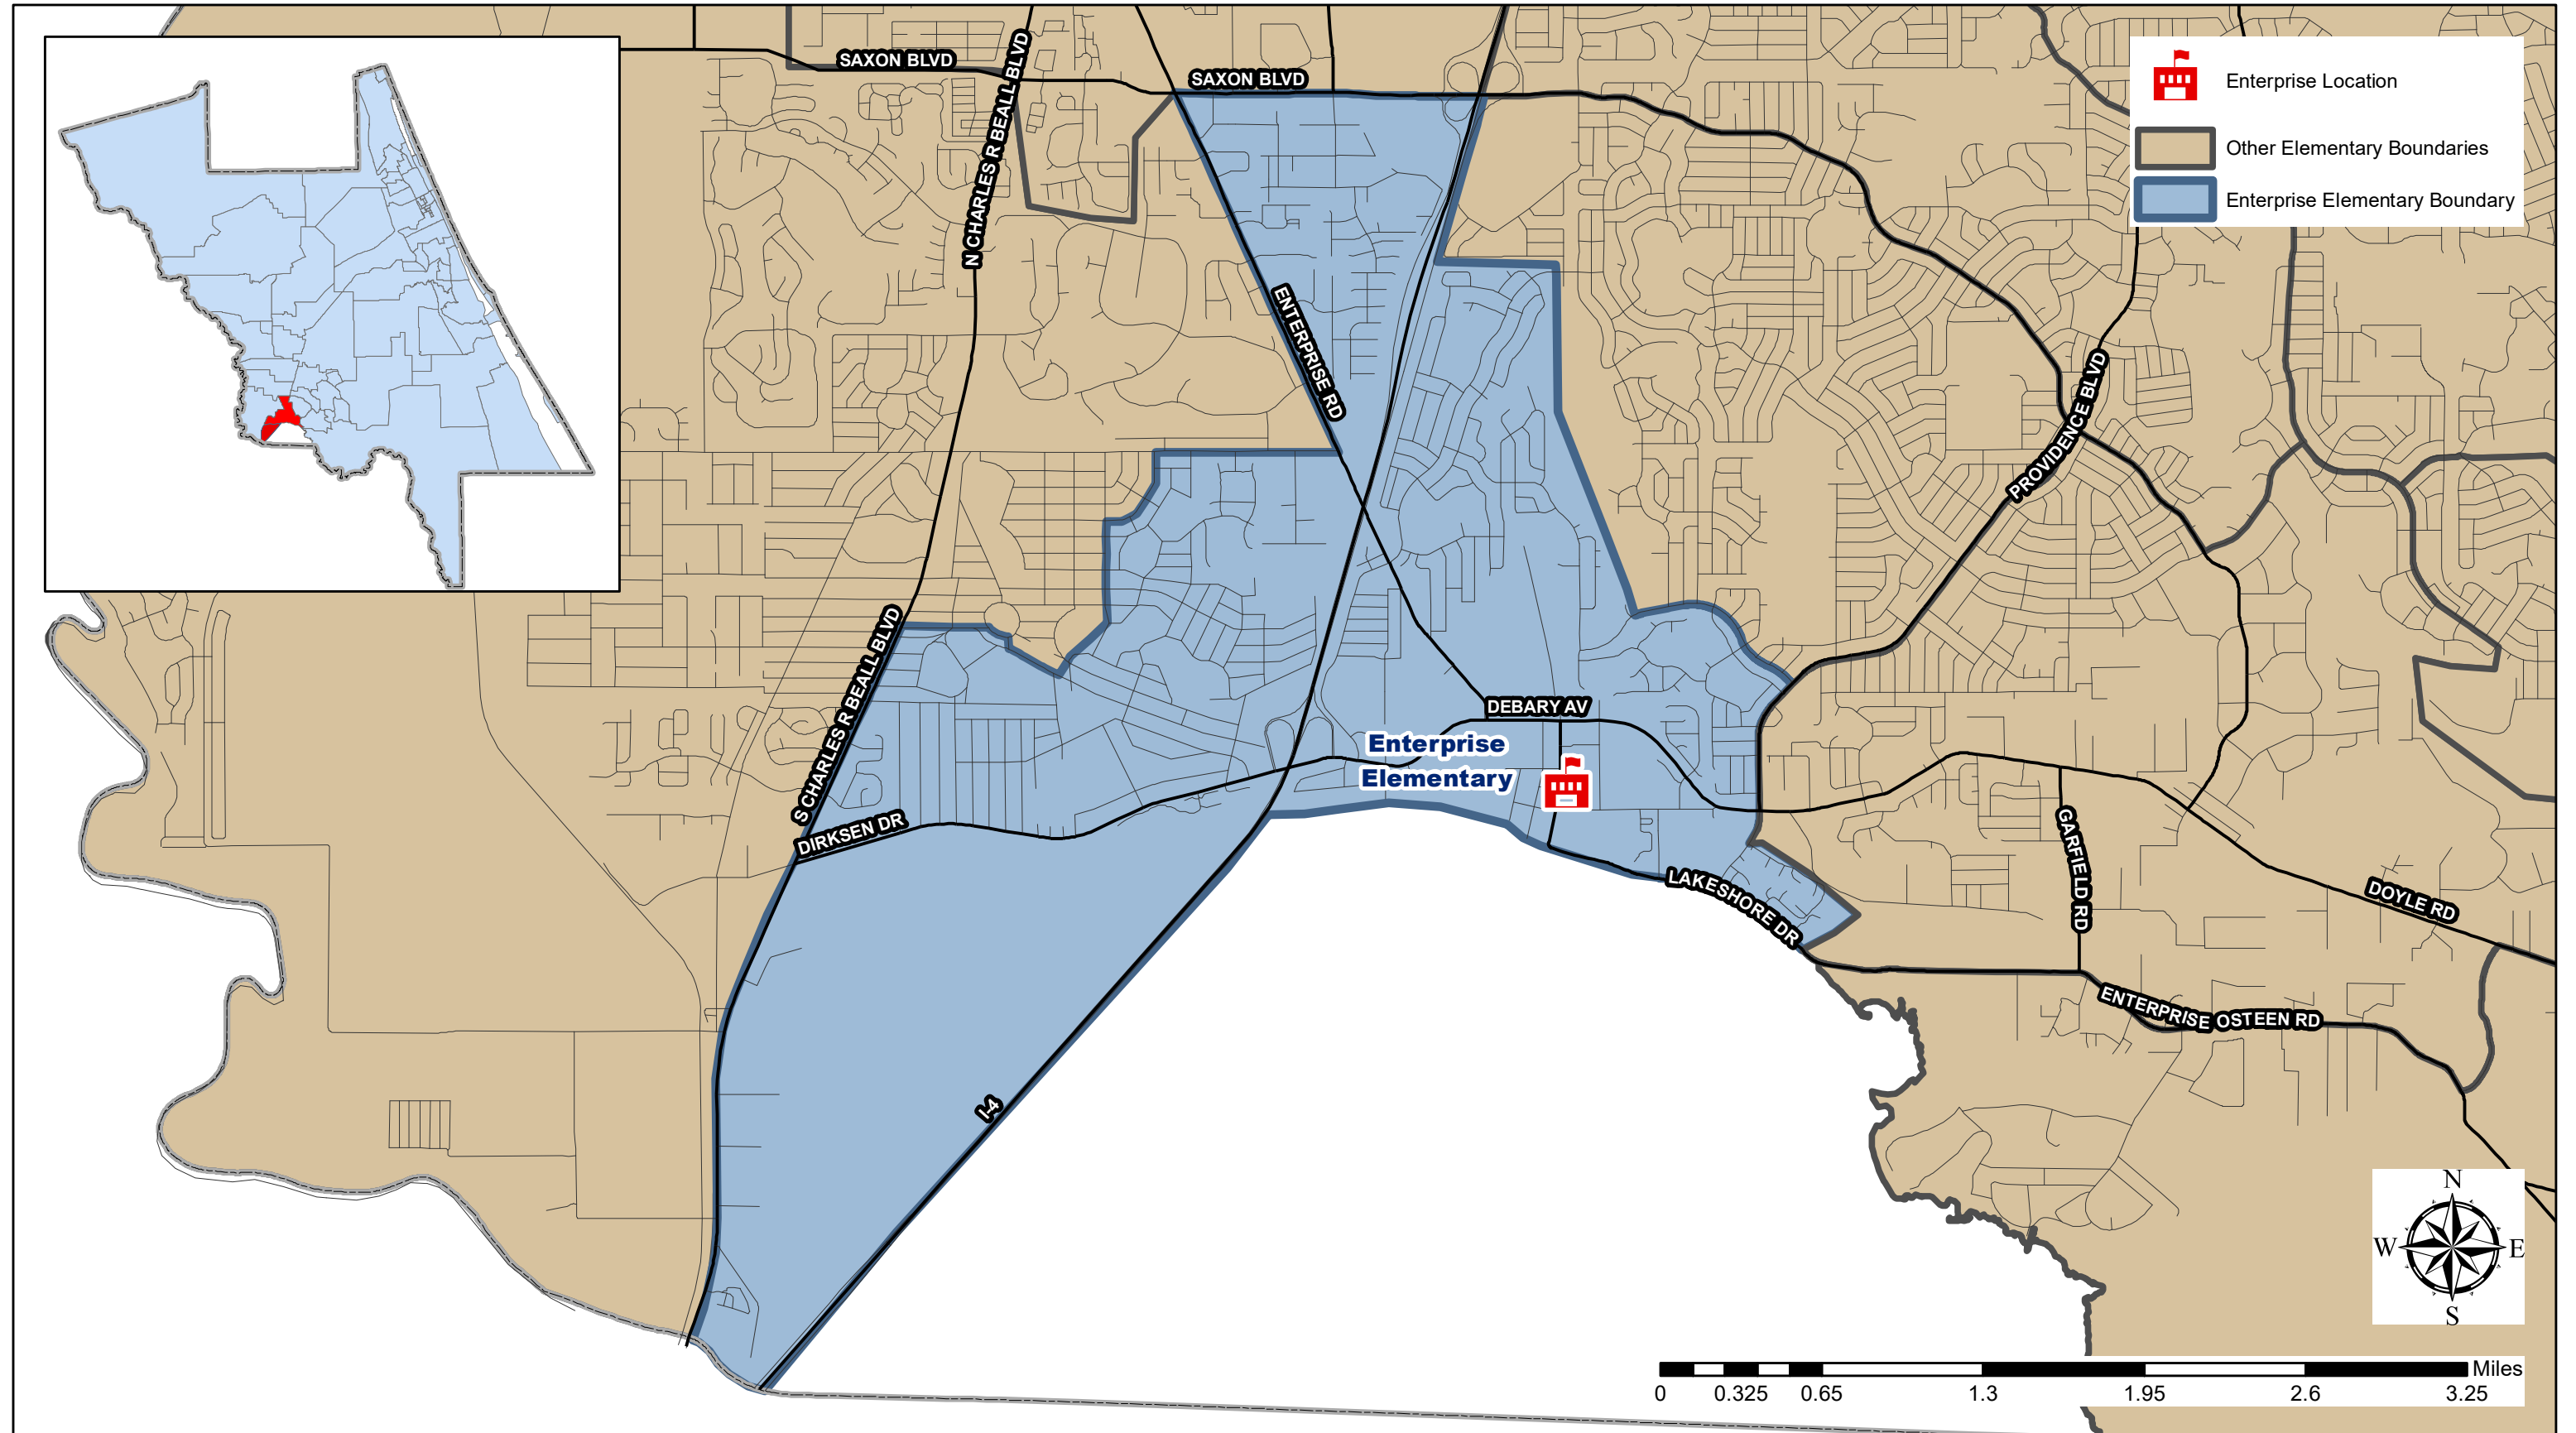 SAXON BLVD
SAXON BLVD
N CHARLES R BEALL BLVD
Enterprise Location
Other Elementary Boundaries
Enterprise Elementary Boundary
ENTERPRISE RD
PROVIDENCE BLVD
S CHARLES R BEALL BLVD
DEBARY AV
Enterprise
Elementary
DIRKSEN DR
LAKESHORE DR
GARFIELD RD
DOYLE RD
ENTERPRISE OSTEEN RD
I-4
N
W
E
S
Miles
0
0.325
0.65
1.3
1.95
2.6
3.25